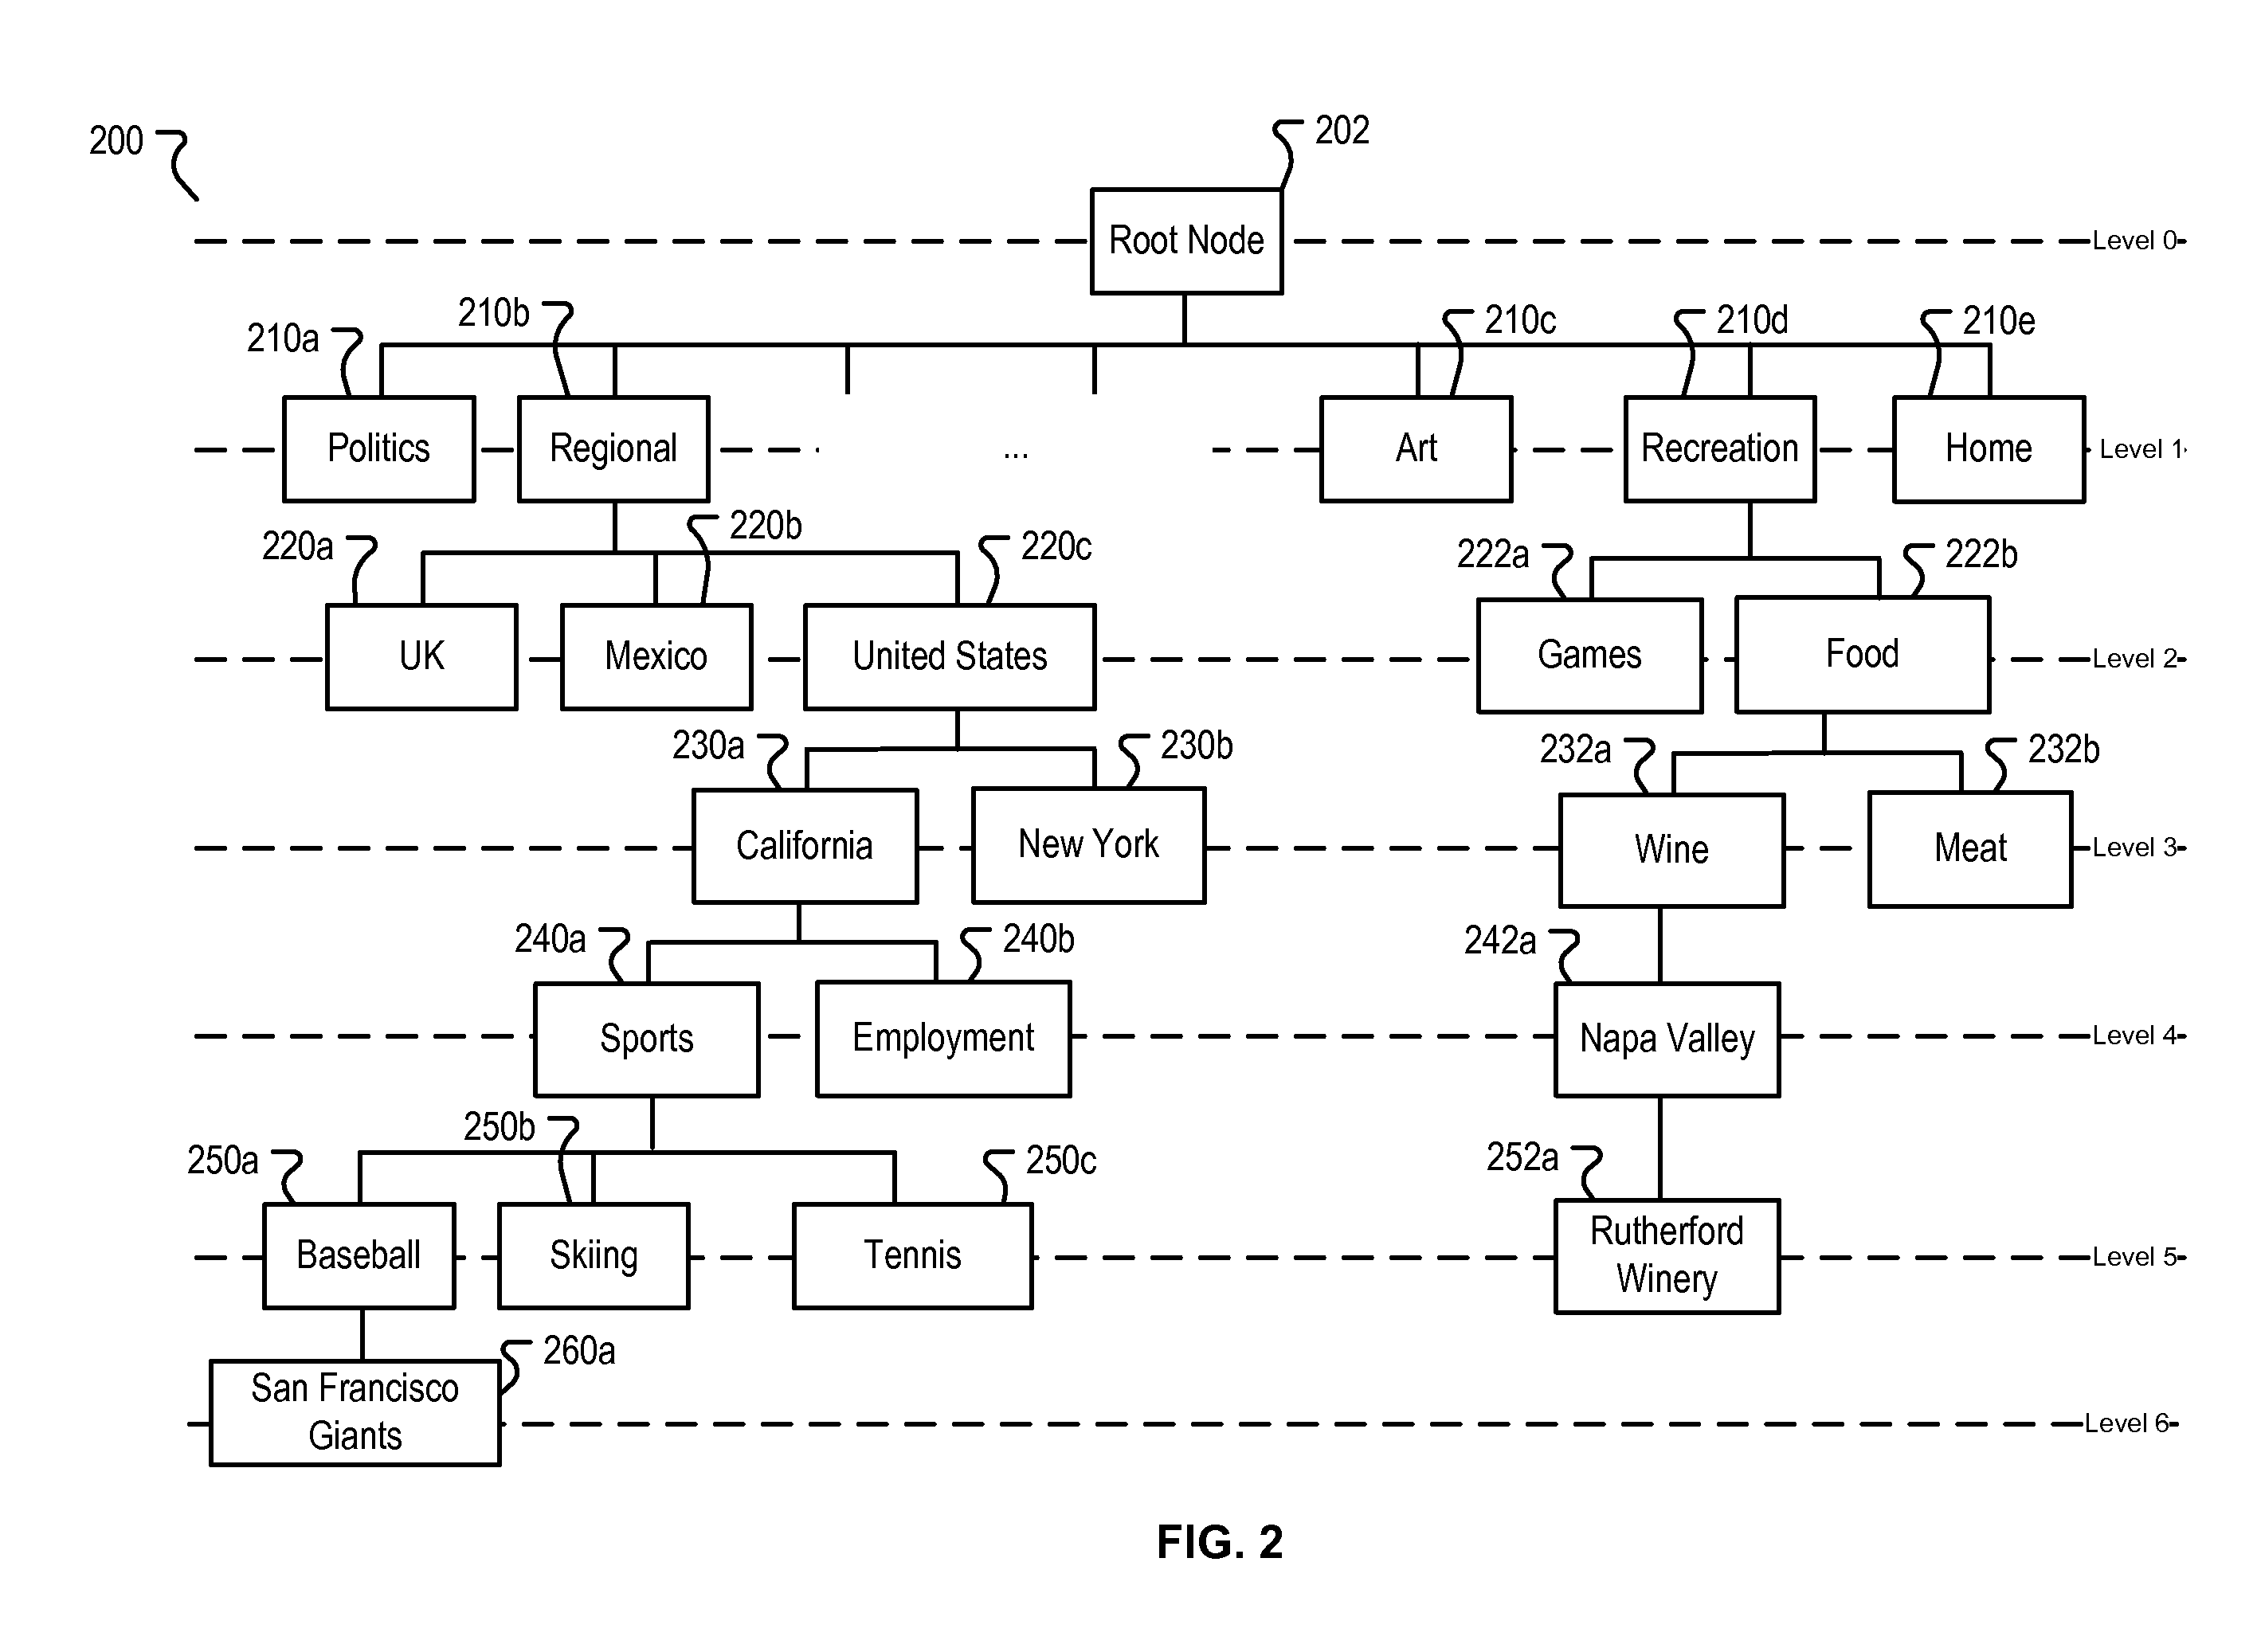 200
202
Root Node
Level 0
210a
210b
210c
210d
210e
Politics
Regional
...
Art
Recreation
Home
Level 1
220a
220b
220c
222a
222b
UK
Mexico
United States
Games
Food
Level 2
230a
230b
232a
232b
California
New York
Wine
Meat
Level 3
240a
240b
242a
Sports
Employment
Napa Valley
Level 4
250a
250b
250c
252a
Baseball
Skiing
Tennis
Rutherford
Winery
Level 5
260a
San Francisco
Giants
Level 6
FIG. 2